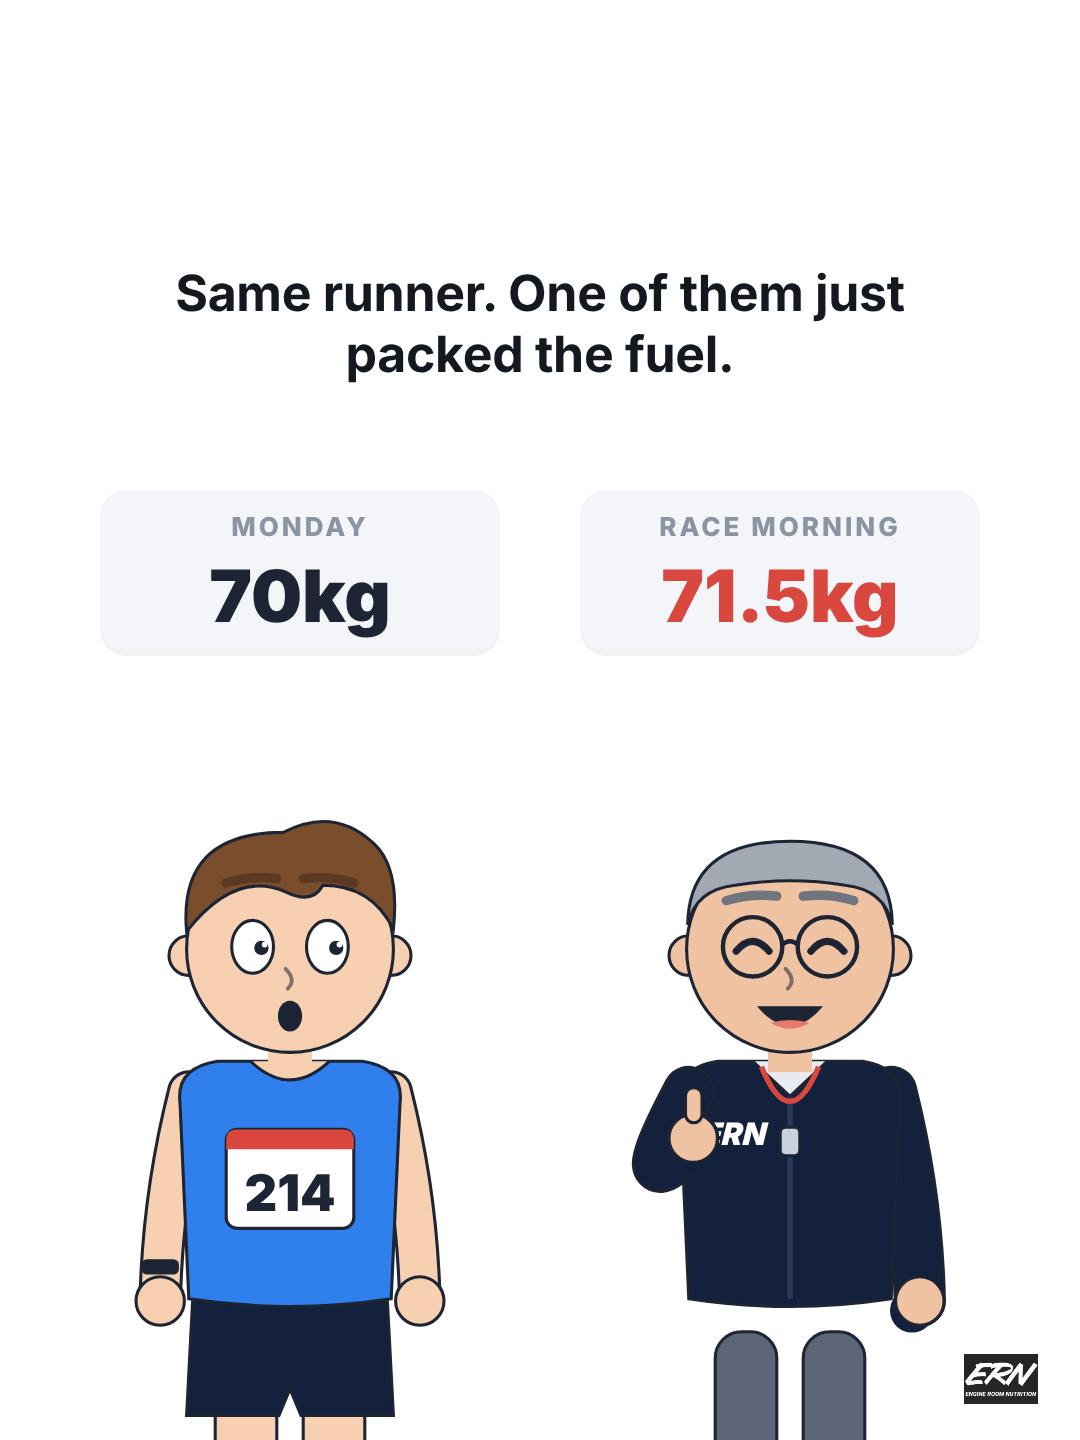 Same runner. One of them just
packed the fuel.
MONDAY
70kg
RACE MORNING
71.5kg
214
ERN
ERN
ENGINE ROOM NUTRITION